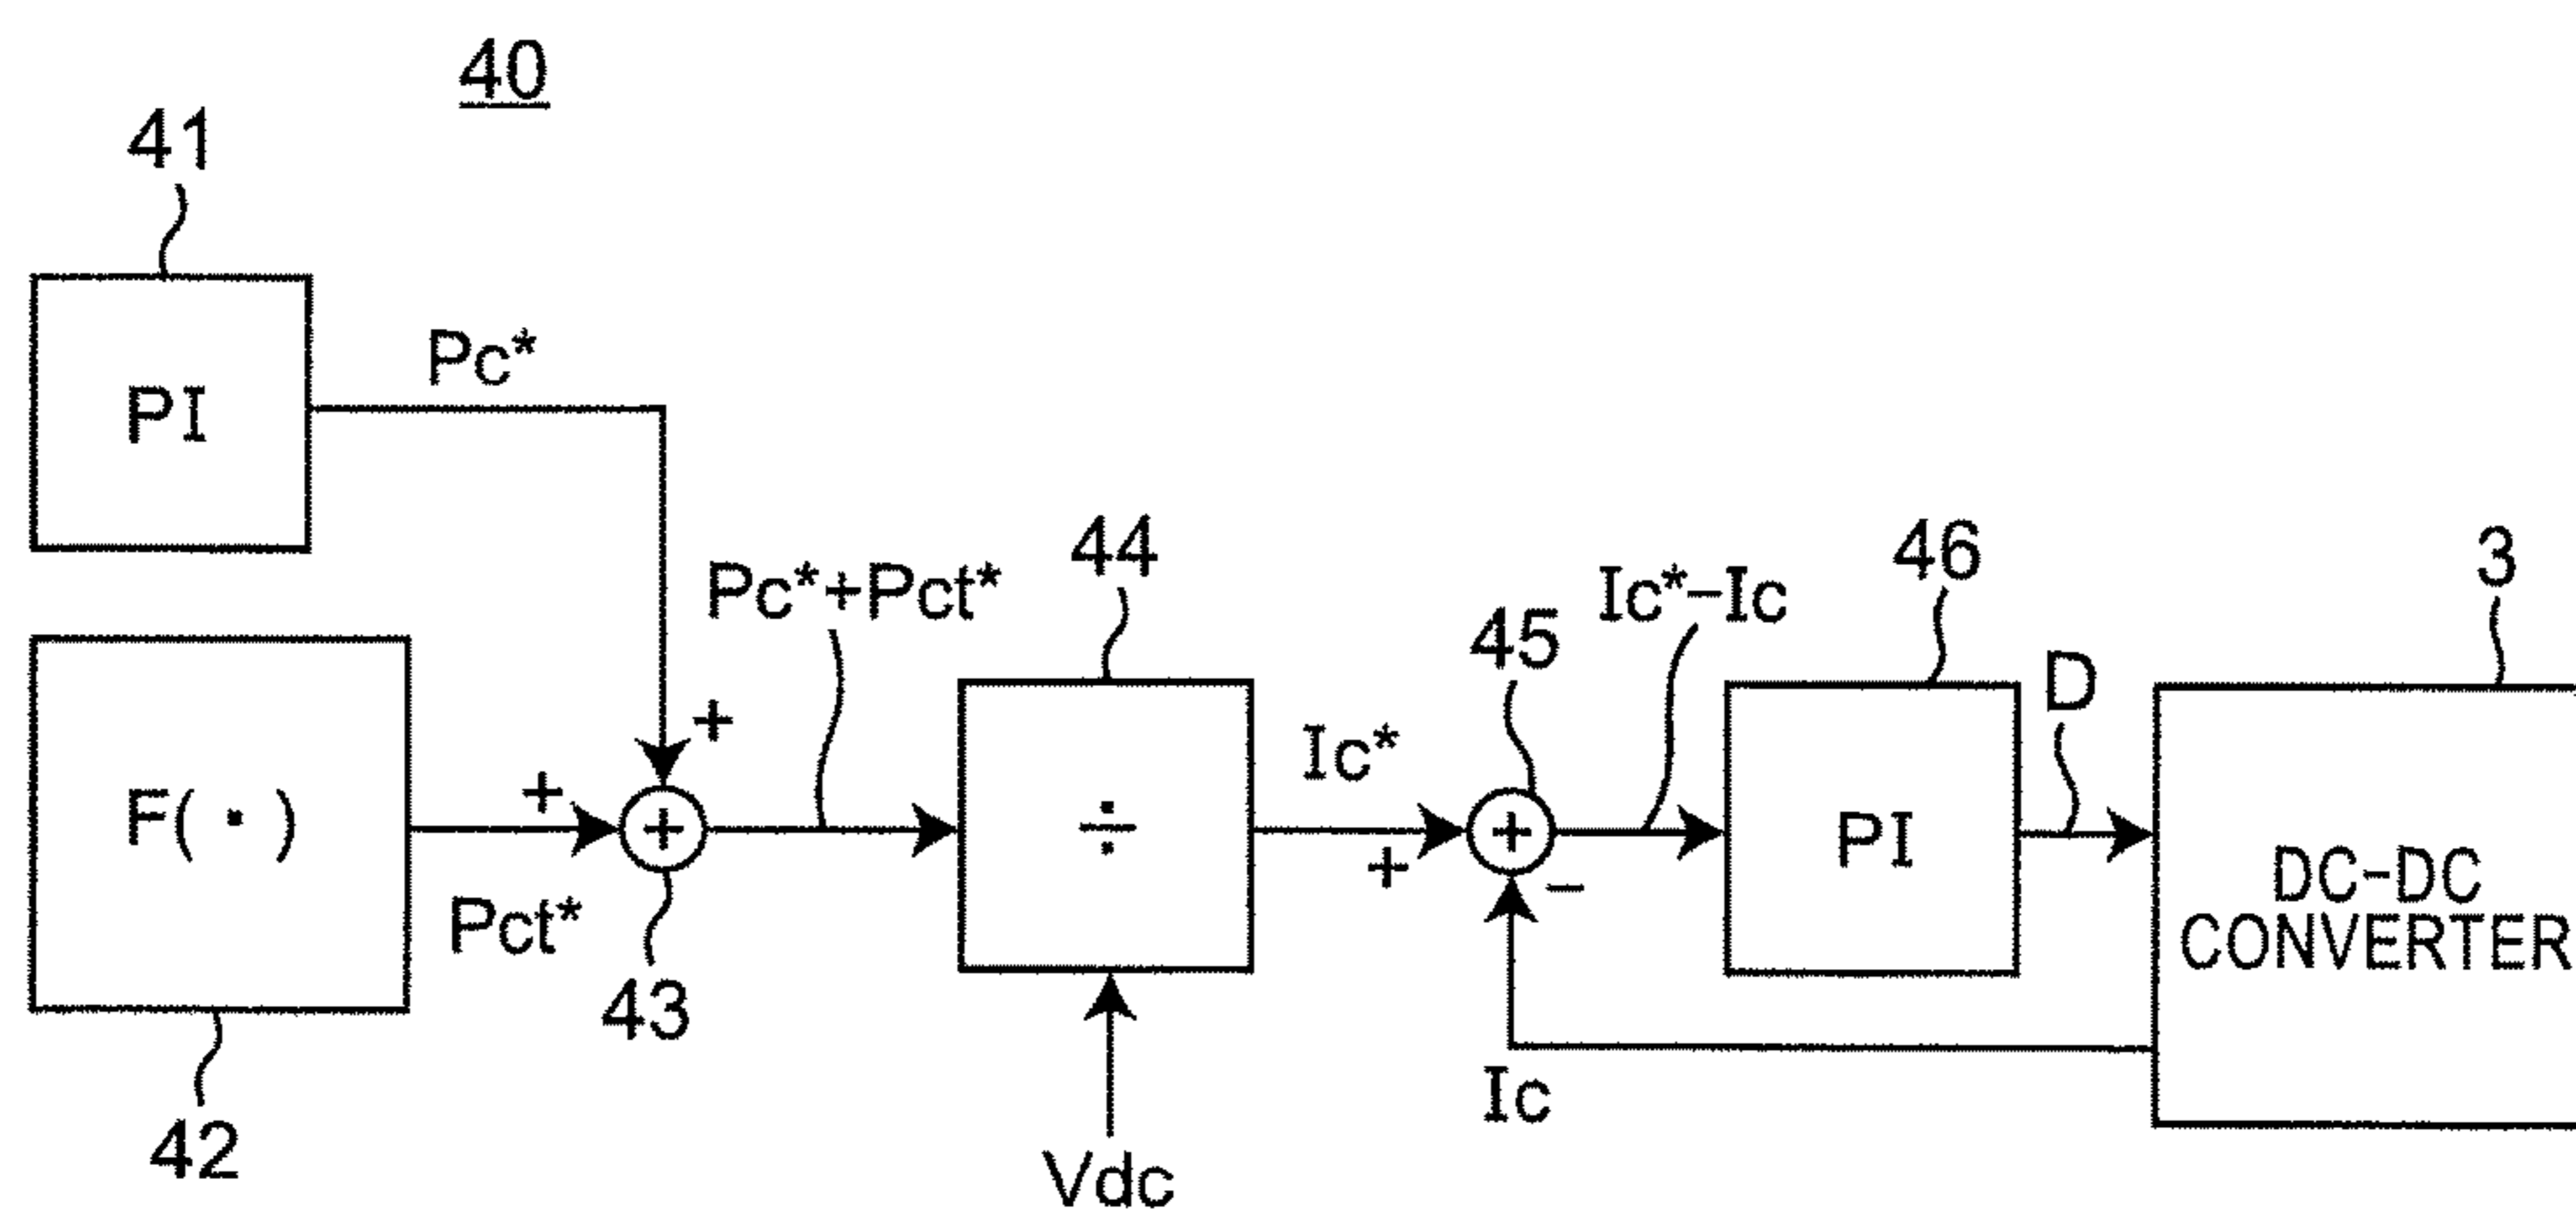 40
41
PI
Pc*
F( · )
42
Pct*
+
+
+
43
Pc*+Pct*
44
÷
Vdc
Ic*
+
45
+
−
Ic*−Ic
Ic
46
PI
D
3
DC-DC
CONVERTER